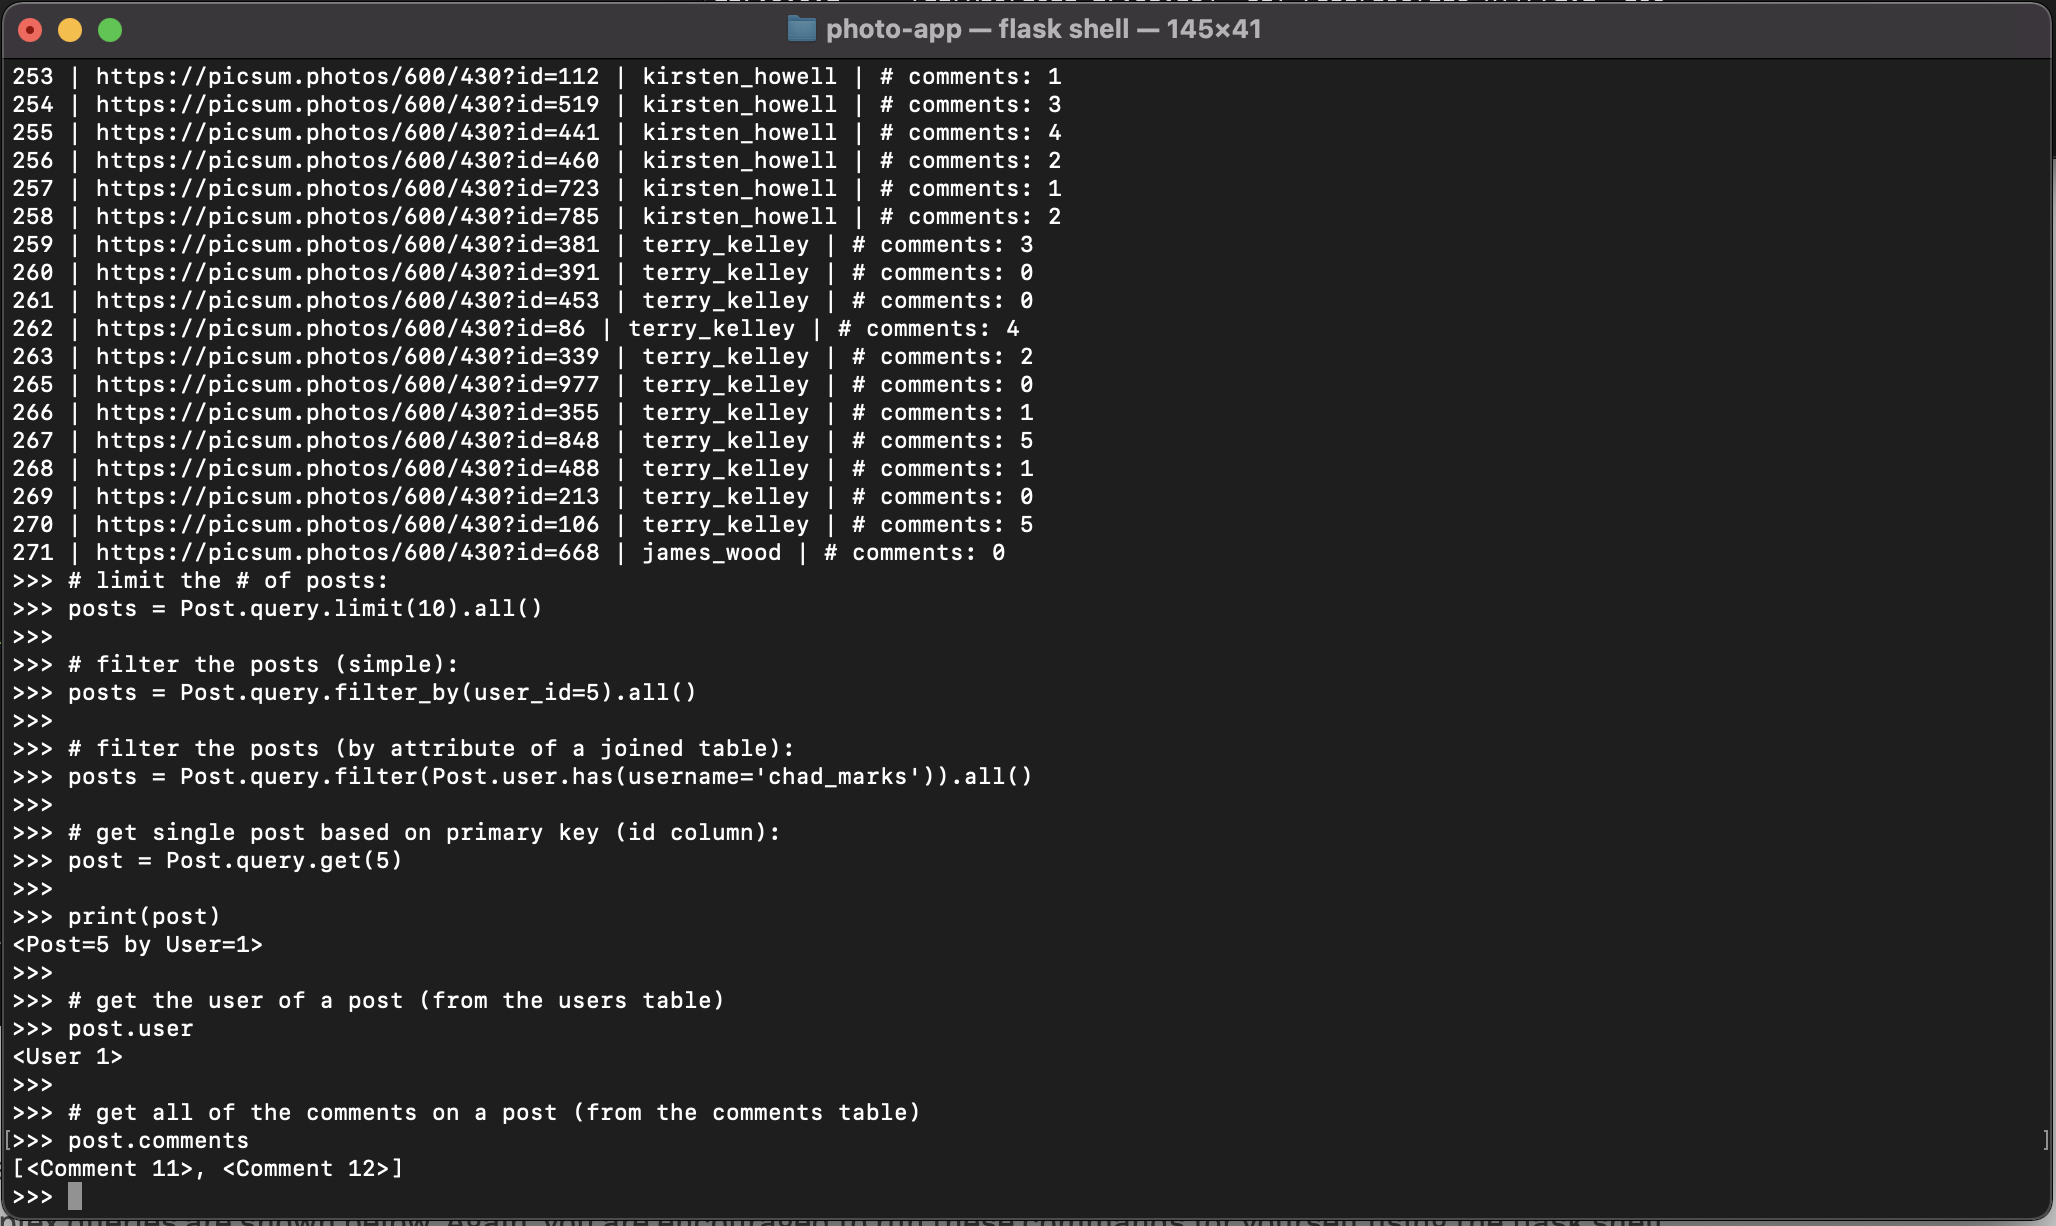 photo-app — flask shell — 145×41
253 | https://picsum.photos/600/430?id=112 | kirsten_howell | # comments: 1
254 | https://picsum.photos/600/430?id=519 | kirsten_howell | # comments: 3
255 | https://picsum.photos/600/430?id=441 | kirsten_howell | # comments: 4
256 | https://picsum.photos/600/430?id=460 | kirsten_howell | # comments: 2
257 | https://picsum.photos/600/430?id=723 | kirsten_howell | # comments: 1
258 | https://picsum.photos/600/430?id=785 | kirsten_howell | # comments: 2
259 | https://picsum.photos/600/430?id=381 | terry_kelley | # comments: 3
260 | https://picsum.photos/600/430?id=391 | terry_kelley | # comments: 0
261 | https://picsum.photos/600/430?id=453 | terry_kelley | # comments: 0
262 | https://picsum.photos/600/430?id=86 | terry_kelley | # comments: 4
263 | https://picsum.photos/600/430?id=339 | terry_kelley | # comments: 2
265 | https://picsum.photos/600/430?id=977 | terry_kelley | # comments: 0
266 | https://picsum.photos/600/430?id=355 | terry_kelley | # comments: 1
267 | https://picsum.photos/600/430?id=848 | terry_kelley | # comments: 5
268 | https://picsum.photos/600/430?id=488 | terry_kelley | # comments: 1
269 | https://picsum.photos/600/430?id=213 | terry_kelley | # comments: 0
270 | https://picsum.photos/600/430?id=106 | terry_kelley | # comments: 5
271 | https://picsum.photos/600/430?id=668 | james_wood | # comments: 0
>>> # limit the # of posts:
>>> posts = Post.query.limit(10).all()
>>>
>>> # filter the posts (simple):
>>> posts = Post.query.filter_by(user_id=5).all()
>>>
>>> # filter the posts (by attribute of a joined table):
>>> posts = Post.query.filter(Post.user.has(username='chad_marks')).all()
>>>
>>> # get single post based on primary key (id column):
>>> post = Post.query.get(5)
>>>
>>> print(post)
<Post=5 by User=1>
>>>
>>> # get the user of a post (from the users table)
>>> post.user
<User 1>
>>>
>>> # get all of the comments on a post (from the comments table)
[>>> post.comments ]
[<Comment 11>, <Comment 12>]
>>>